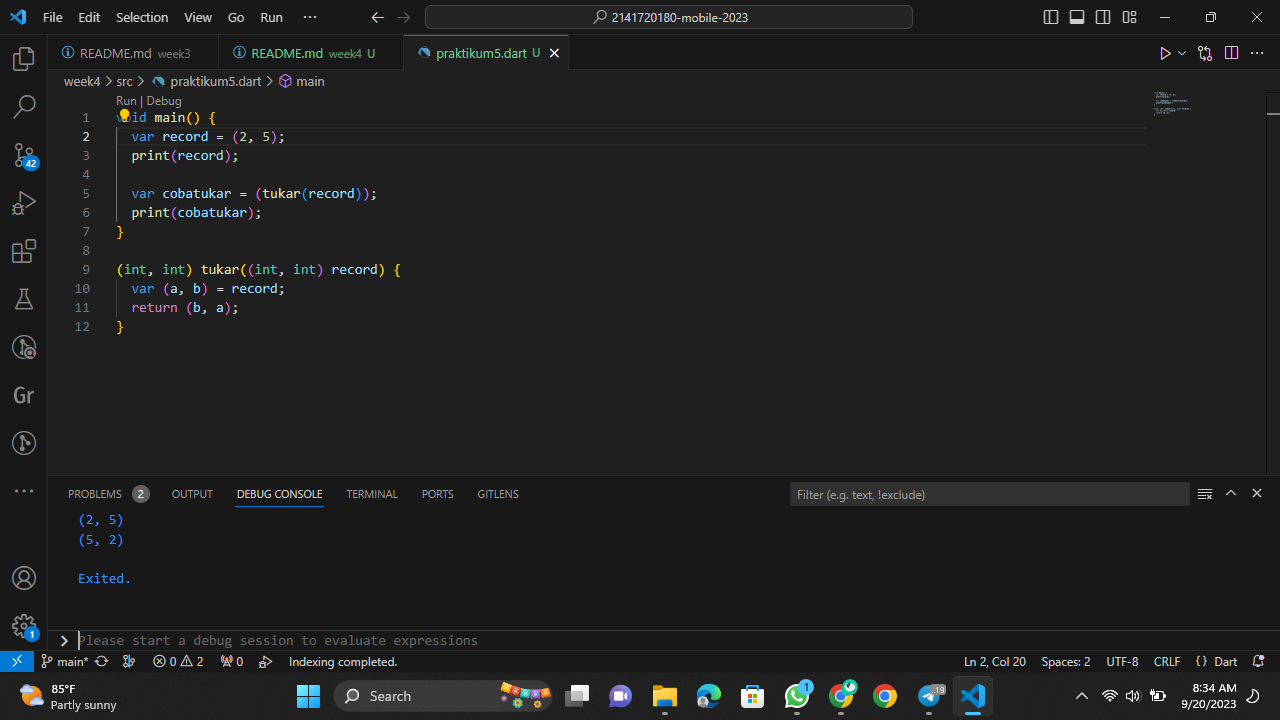 File Edit Selection View Go Run ··· 2141720180-mobile-2023
README.md week3 README.md week4 U praktikum5.dart U
week4 > src > praktikum5.dart > main
Run | Debug
1 void main() {
2 var record = (2, 5);
3 print(record);
4
5 var cobatukar = (tukar(record));
6 print(cobatukar);
7 }
8
9 (int, int) tukar((int, int) record) {
10 var (a, b) = record;
11 return (b, a);
12 }
42
Gr
PROBLEMS 2 OUTPUT DEBUG CONSOLE TERMINAL PORTS GITLENS Filter (e.g. text, !exclude)
(2, 5)
(5, 2)
Exited.
1
Please start a debug session to evaluate expressions
main* 0 2 0 Indexing completed. Ln 2, Col 20 Spaces: 2 UTF-8 CRLF {} Dart
85°F
Partly sunny
Search
1
19
8:34 AM
9/20/2023